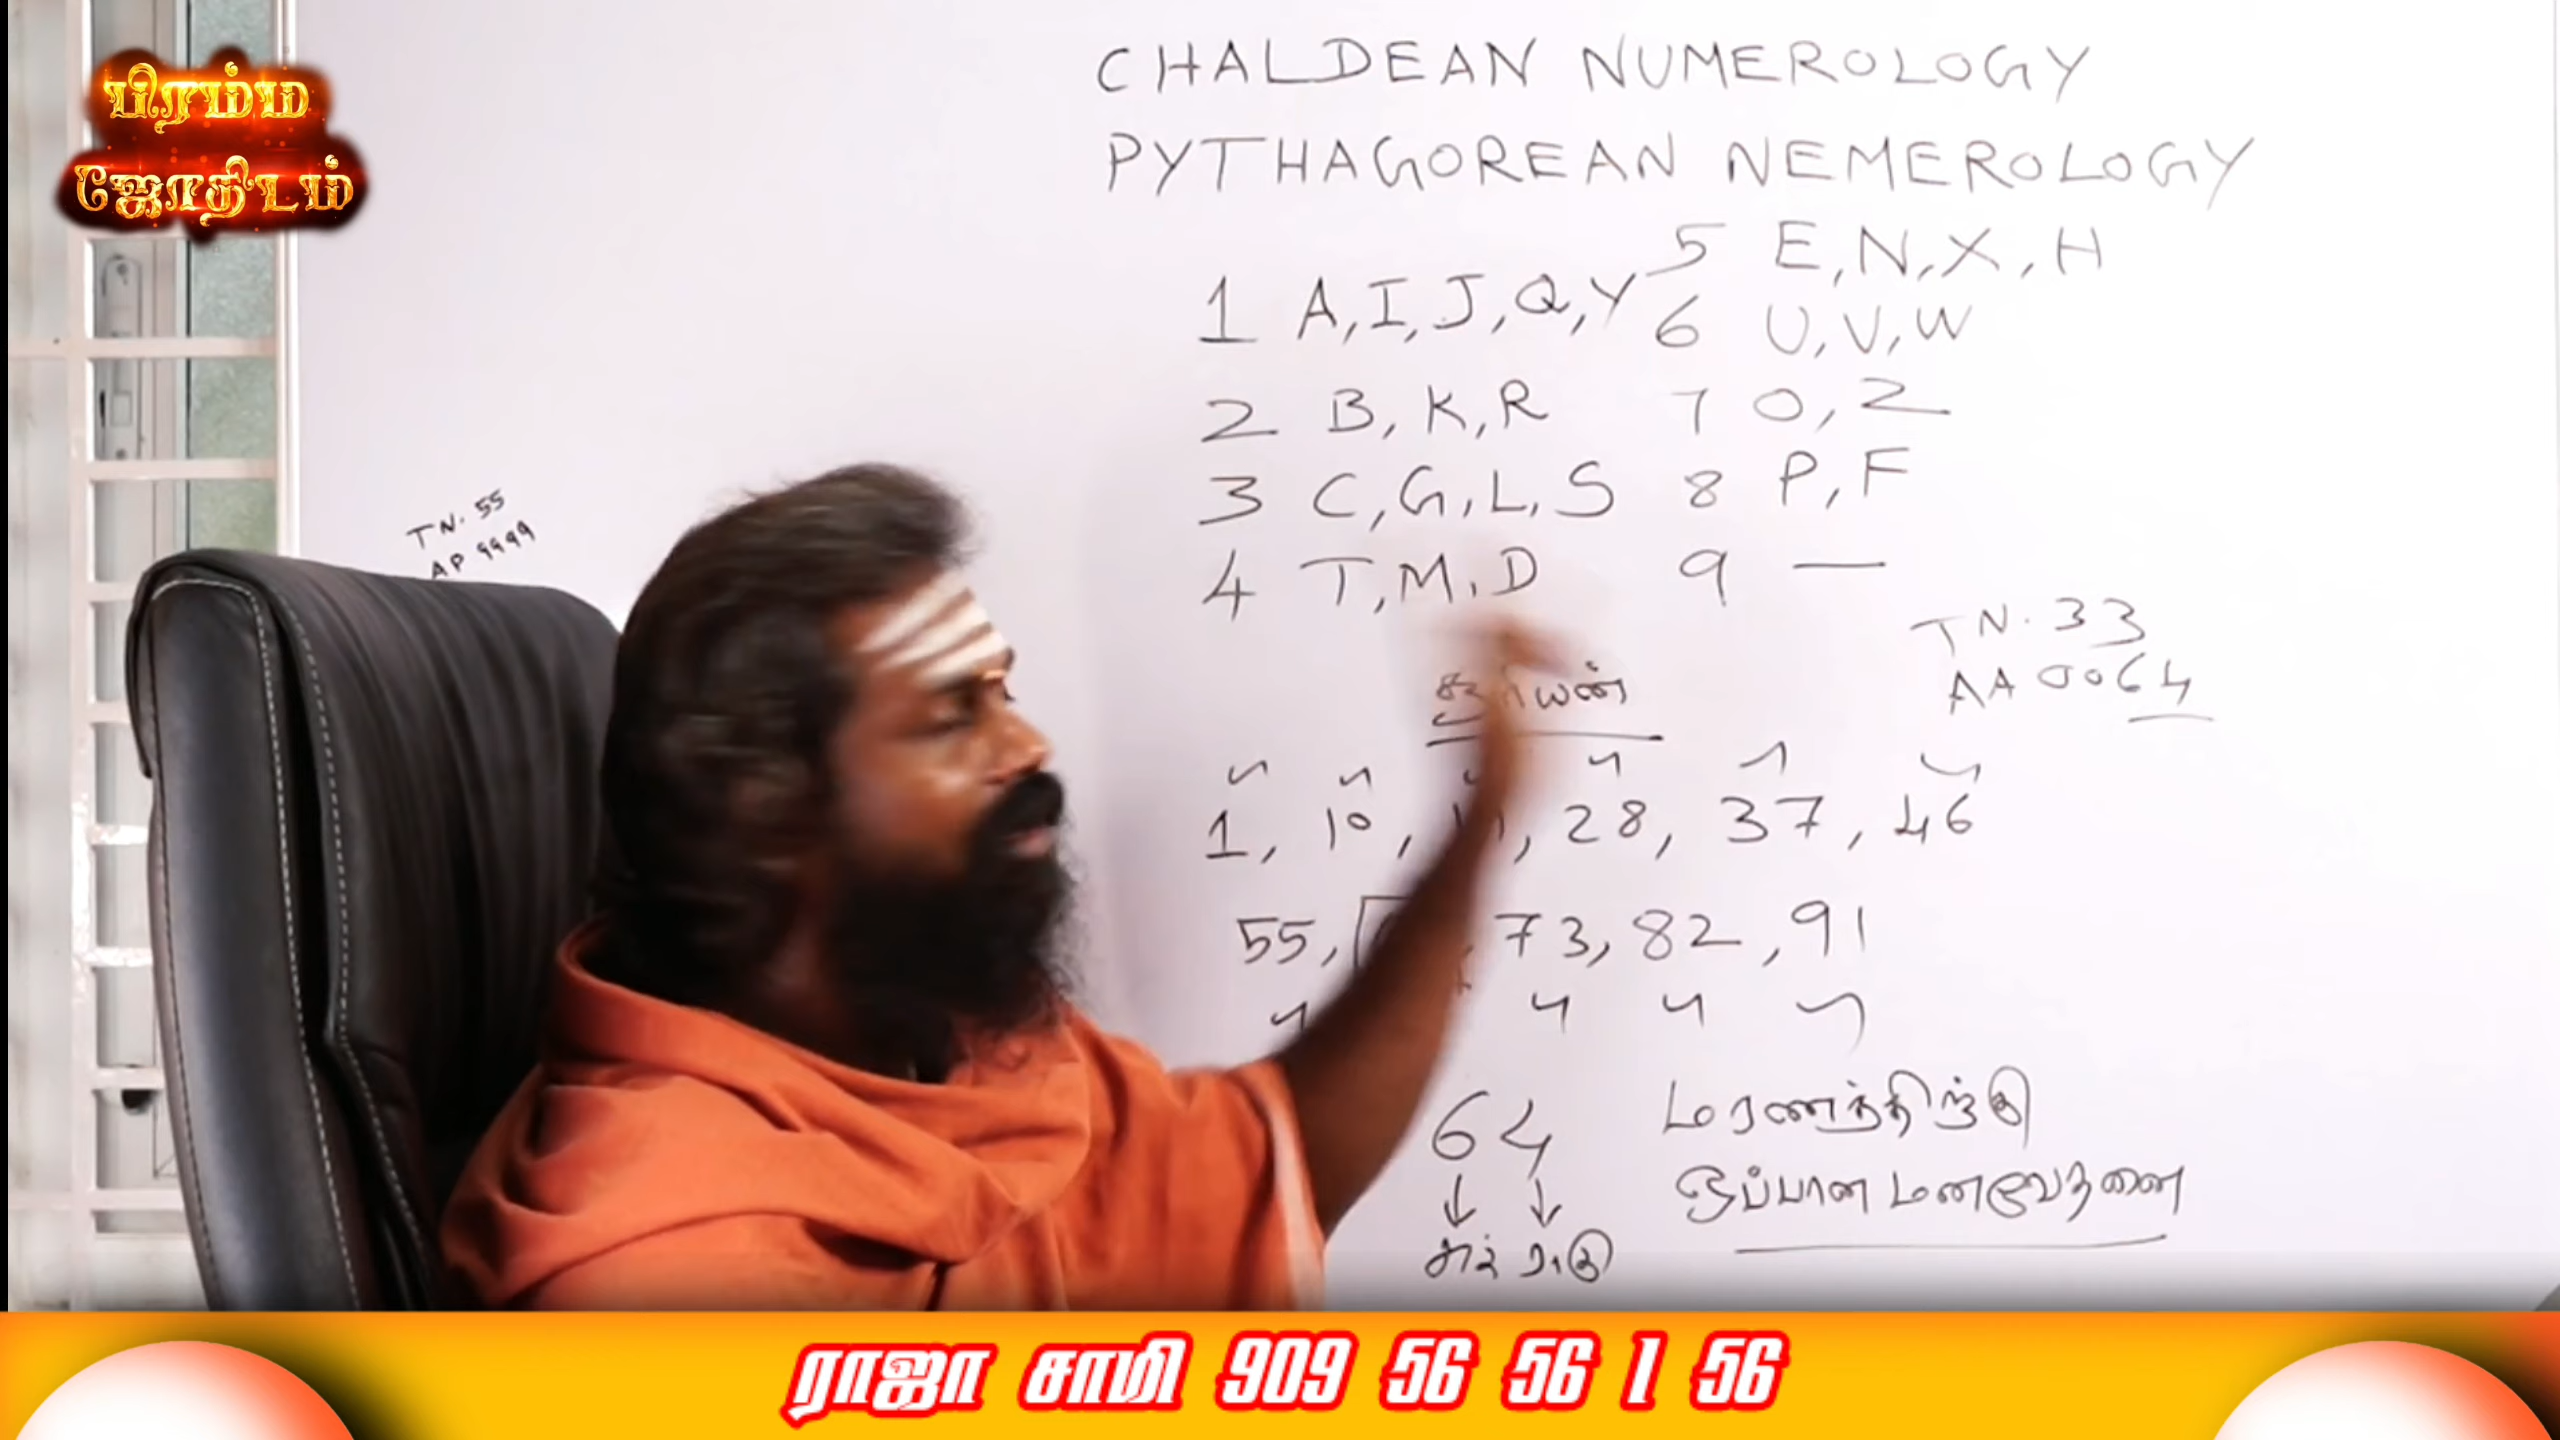 பிரம்ம
ஜோதிடம்
CHALDEAN NUMEROLOGY
PYTHAGOREAN NEMEROLOGY
1 A, I, J, Q, Y 5 E, N, X, H
6 U, V, W
2 B, K, R 7 O, Z
3 C, G, L, S 8 P, F
4 T, M, D 9 —
TN. 55
AP 9999
TN. 33
AA 0064
சூரியன்
1, 10, 28, 37, 46
55, 73, 82, 91
64 மரணத்திற்கு
ஒப்பான மனவேதனை
ராகு
ராஜா சாமி 909 56 56 1 56